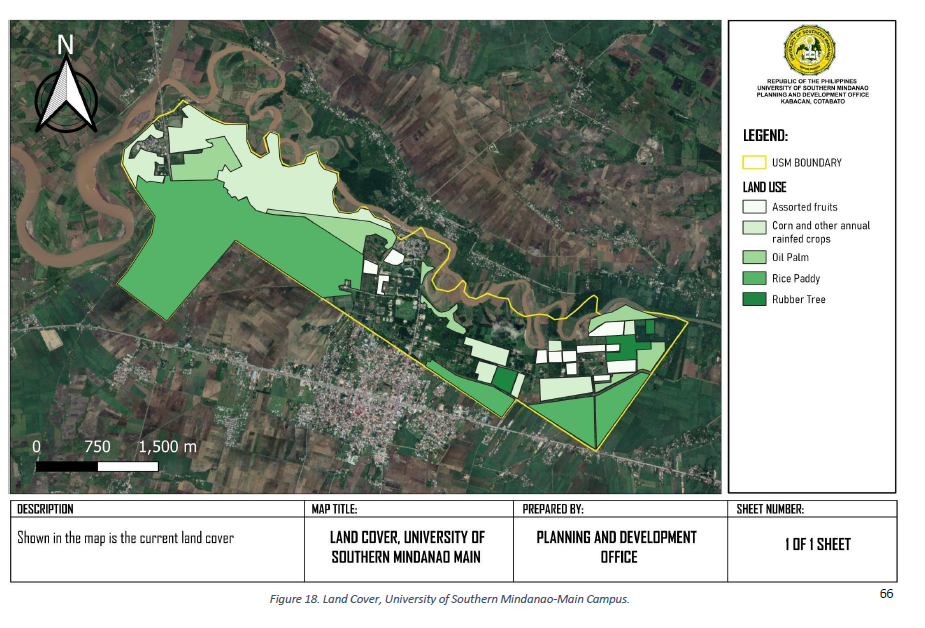 N
0 750 1,500 m
REPUBLIC OF THE PHILIPPINES
UNIVERSITY OF SOUTHERN MINDANAO
PLANNING AND DEVELOPMENT OFFICE
KABACAN, COTABATO
LEGEND:
USM BOUNDARY
LAND USE
Assorted fruits
Corn and other annual
rainfed crops
Oil Palm
Rice Paddy
Rubber Tree
DESCRIPTION
Shown in the map is the current land cover
MAP TITLE:
LAND COVER, UNIVERSITY OF
SOUTHERN MINDANAO MAIN
PREPARED BY:
PLANNING AND DEVELOPMENT
OFFICE
SHEET NUMBER:
1 OF 1 SHEET
Figure 18. Land Cover, University of Southern Mindanao-Main Campus.
66